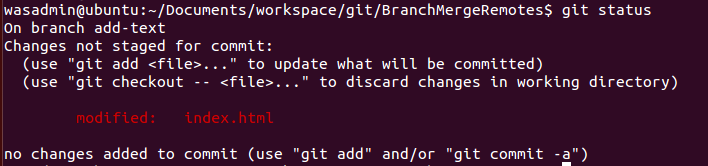 wasadmin@ubuntu:~/Documents/workspace/git/BranchMergeRemotes$ git status
On branch add-text
Changes not staged for commit:
  (use "git add <file>..." to update what will be committed)
  (use "git checkout -- <file>..." to discard changes in working directory)

        modified:   index.html

no changes added to commit (use "git add" and/or "git commit -a")